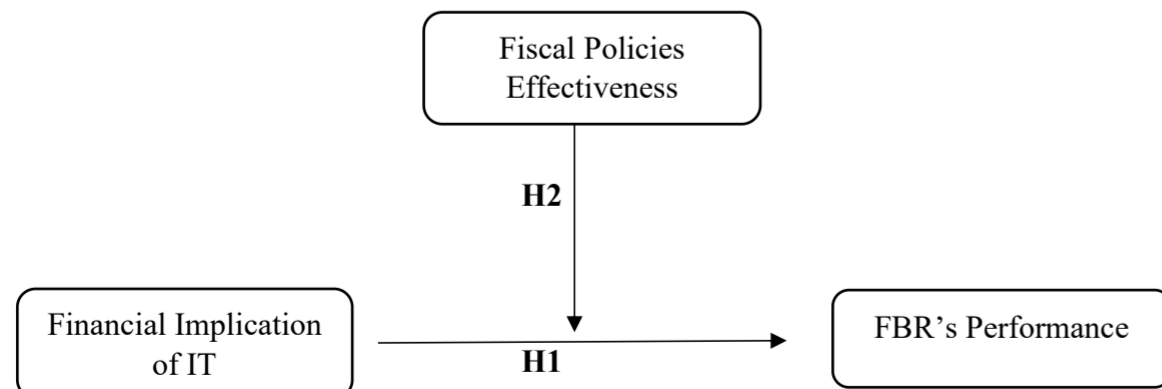 Fiscal Policies
Effectiveness
H2
Financial Implication
of IT
H1
FBR’s Performance